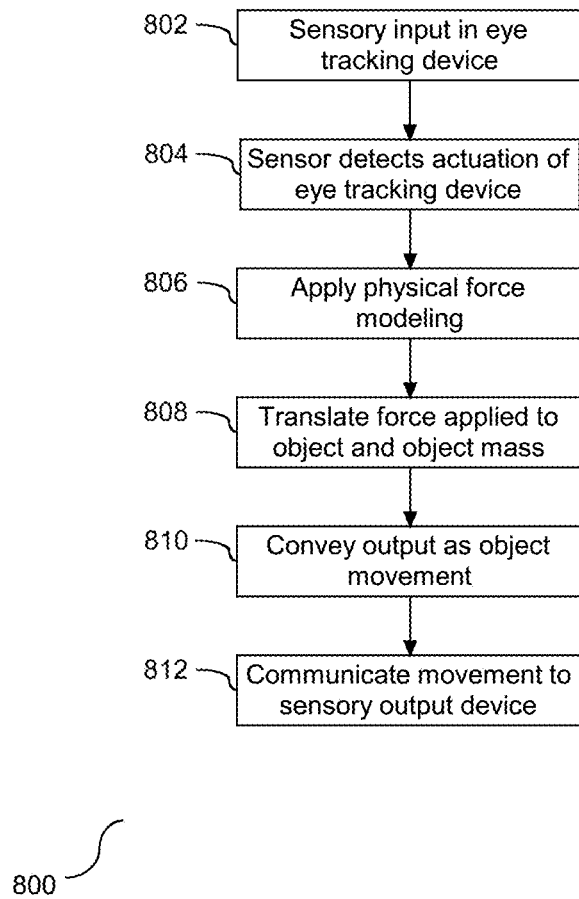 802
Sensory input in eye
tracking device
804
Sensor detects actuation of
eye tracking device
806
Apply physical force
modeling
808
Translate force applied to
object and object mass
810
Convey output as object
movement
812
Communicate movement to
sensory output device
800